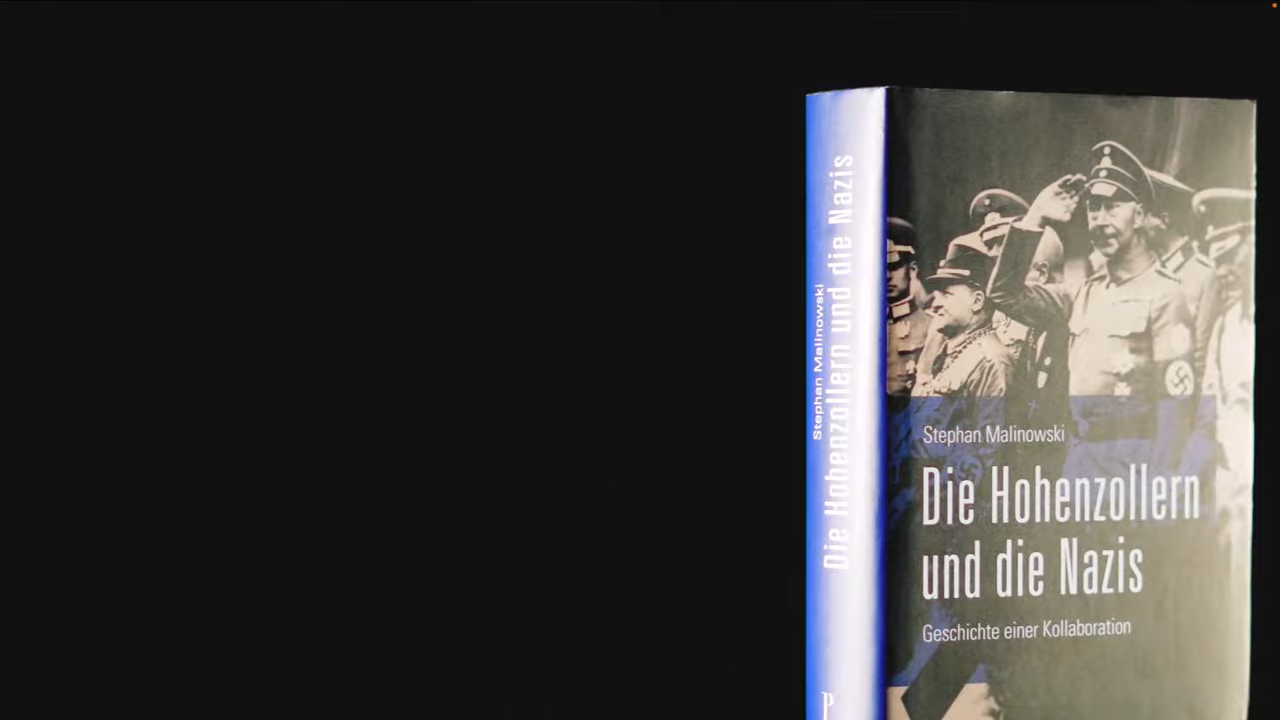 Stephan Malinowski
Die Hohenzollern und die Nazis
Stephan Malinowski
Die Hohenzollern
und die Nazis
Geschichte einer Kollaboration